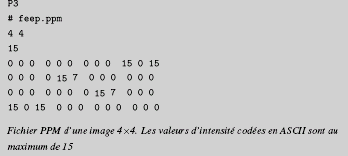 P3
# feep.ppm
4 4
15
0 0 0 0 0 0 0 0 0 15 0 15
0 0 0 0 15 7 0 0 0 0 0 0
0 0 0 0 0 0 0 15 7 0 0 0
15 0 15 0 0 0 0 0 0 0 0 0
Fichier PPM d'une image 4×4. Les valeurs d'intensité codées en ASCII sont au
maximum de 15